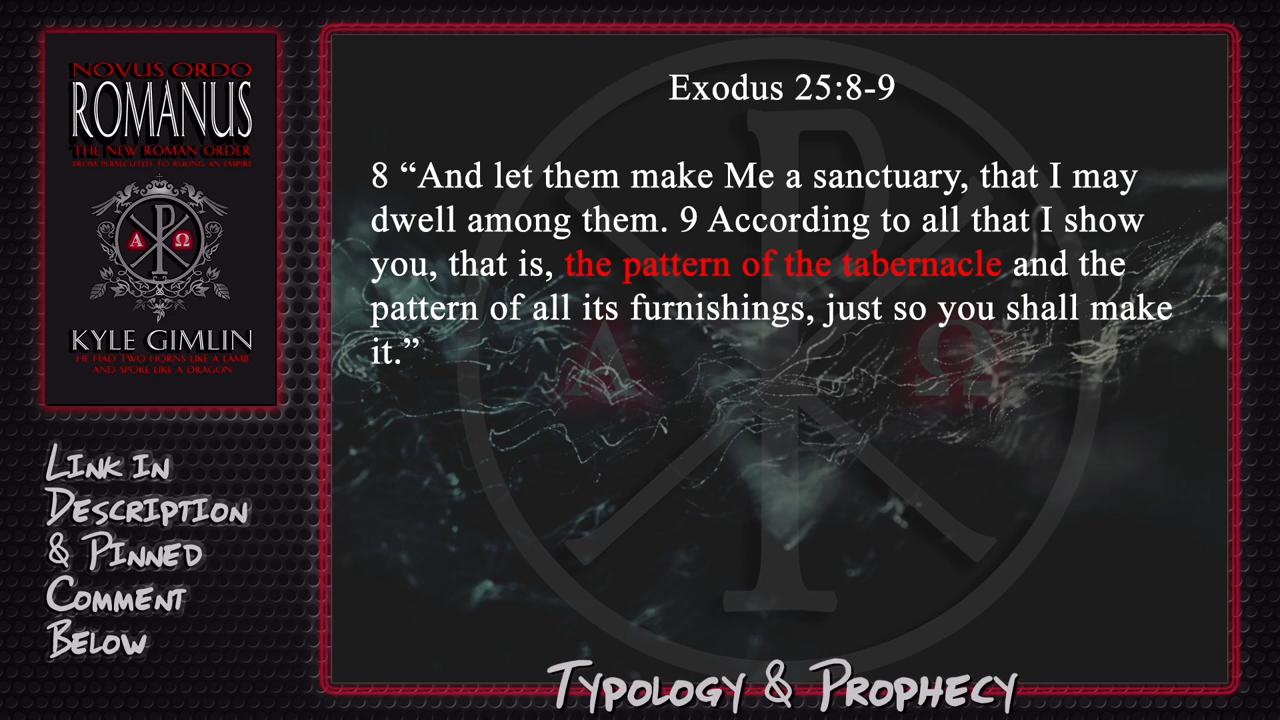 NOVUS ORDO
ROMANUS
THE NEW ROMAN ORDER
FROM PERSECUTED TO RULING AN EMPIRE
Α Ω
KYLE GIMLIN
HE HAD TWO HORNS LIKE A LAMB
AND SPOKE LIKE A DRAGON
LINK IN
DESCRIPTION
& PINNED
COMMENT
BELOW
Exodus 25:8-9
8 “And let them make Me a sanctuary, that I may
dwell among them. 9 According to all that I show
you, that is, the pattern of the tabernacle and the
pattern of all its furnishings, just so you shall make
it.”
Α Ω
TYPOLOGY & PROPHECY